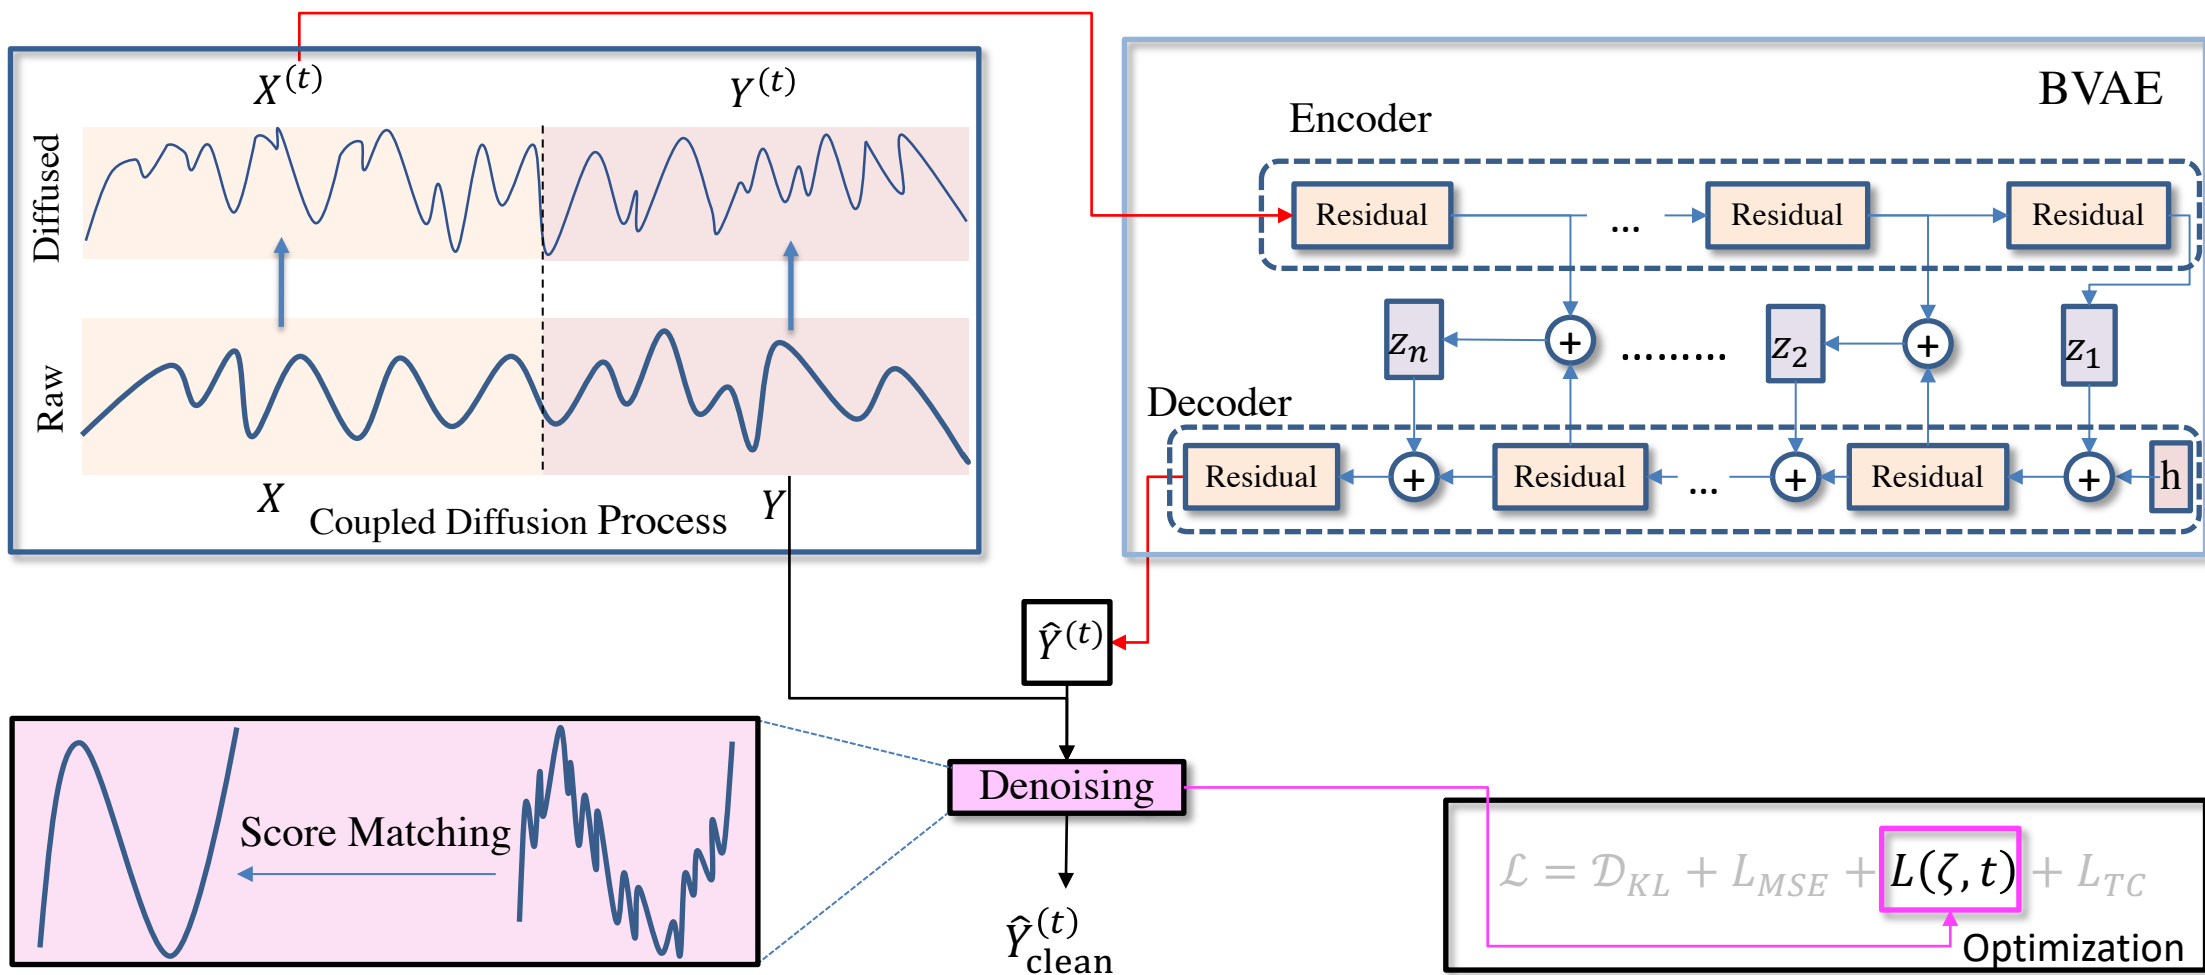 X^(t)
Y^(t)
Diffused
Raw
X
Y
Coupled Diffusion Process
BVAE
Encoder
Residual
...
Residual
Residual
z_n
+
.........
z_2
+
z_1
Decoder
Residual
+
Residual
...
+
Residual
+
h
Ŷ^(t)
Denoising
Score Matching
Ŷ_clean^(t)
ℒ = 𝒟_KL + L_MSE + L(ζ, t) + L_TC
Optimization